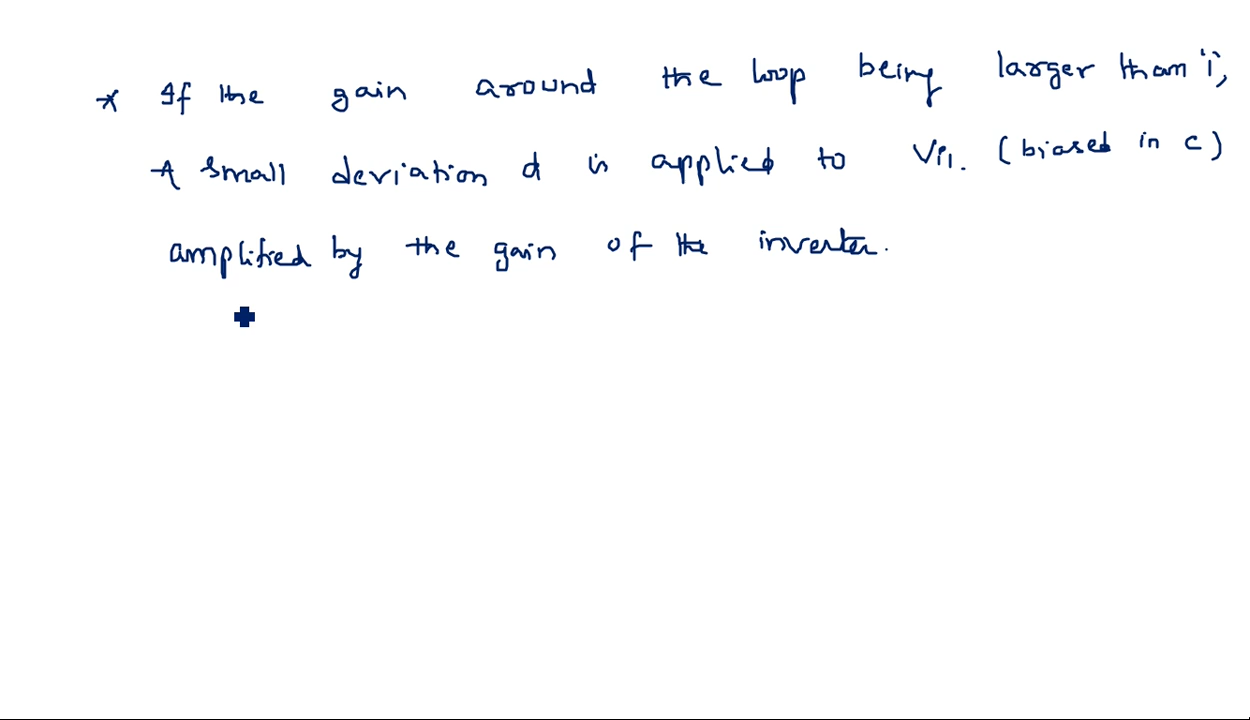 * If the gain around the loop being larger than '1',
A small deviation d is applied to Vi1. (biased in c)
amplified by the gain of the inverter.